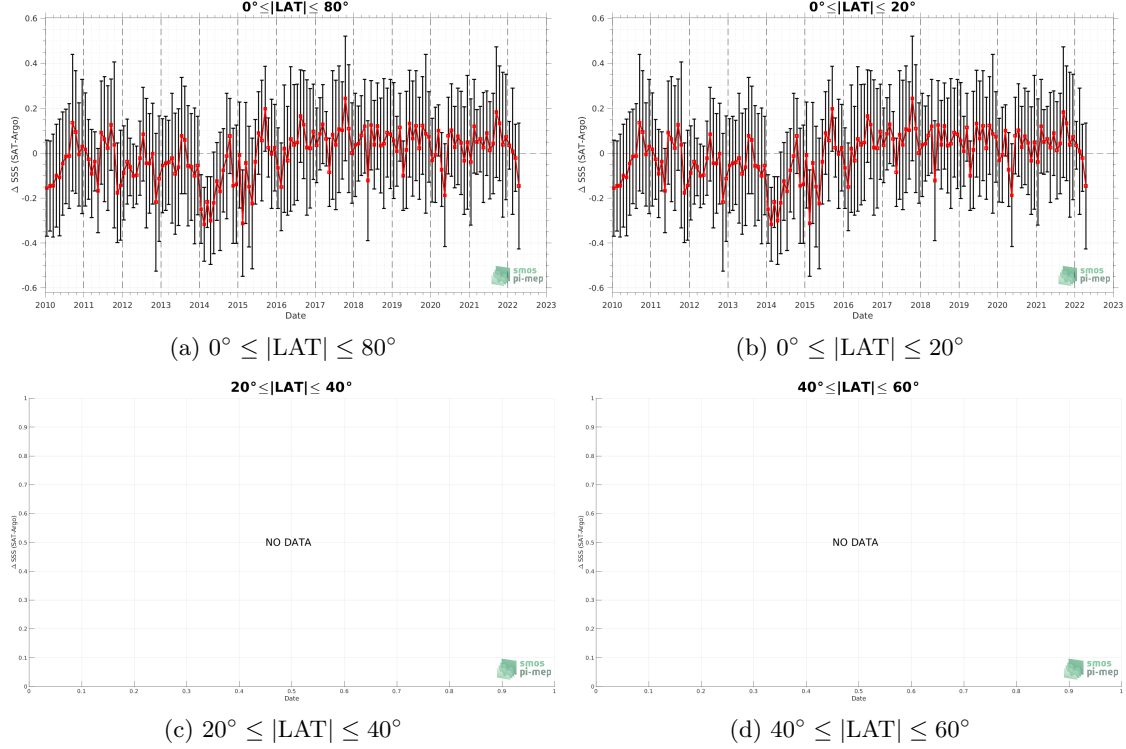 0°≤|LAT|≤ 80°
0.6
0.4
0.2
0
-0.2
-0.4
-0.6
Δ SSS (SAT-Argo)
2010 2011 2012 2013 2014 2015 2016 2017 2018 2019 2020 2021 2022 2023
Date
smos
pi-mep
(a) 0° ≤ |LAT| ≤ 80°
0°≤|LAT|≤ 20°
0.6
0.4
0.2
0
-0.2
-0.4
-0.6
Δ SSS (SAT-Argo)
2010 2011 2012 2013 2014 2015 2016 2017 2018 2019 2020 2021 2022 2023
Date
smos
pi-mep
(b) 0° ≤ |LAT| ≤ 20°
20°≤|LAT|≤ 40°
1
0.9
0.8
0.7
0.6
0.5
0.4
0.3
0.2
0.1
0
Δ SSS (SAT-Argo)
NO DATA
0 0.1 0.2 0.3 0.4 0.5 0.6 0.7 0.8 0.9 1
Date
smos
pi-mep
(c) 20° ≤ |LAT| ≤ 40°
40°≤|LAT|≤ 60°
1
0.9
0.8
0.7
0.6
0.5
0.4
0.3
0.2
0.1
0
Δ SSS (SAT-Argo)
NO DATA
0 0.1 0.2 0.3 0.4 0.5 0.6 0.7 0.8 0.9 1
Date
smos
pi-mep
(d) 40° ≤ |LAT| ≤ 60°